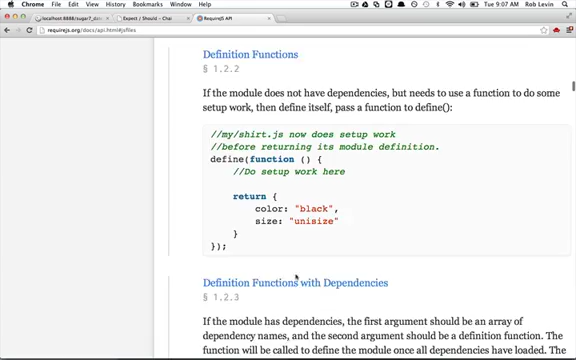 Chrome File Edit View History Bookmarks Window Help
Tue 9:07 AM Rob Levin
localhost:8888/sugar?_dar
Expect / Should – Chai
RequireJS API
requirejs.org/docs/api.html#jsfiles
Definition Functions
§ 1.2.2
If the module does not have dependencies, but needs to use a function to do some
setup work, then define itself, pass a function to define():
//my/shirt.js now does setup work
//before returning its module definition.
define(function () {
//Do setup work here
return {
color: "black",
size: "unisize"
}
});
Definition Functions with Dependencies
§ 1.2.3
If the module has dependencies, the first argument should be an array of
dependency names, and the second argument should be a definition function. The
function will be called to define the module once all dependencies have loaded. The